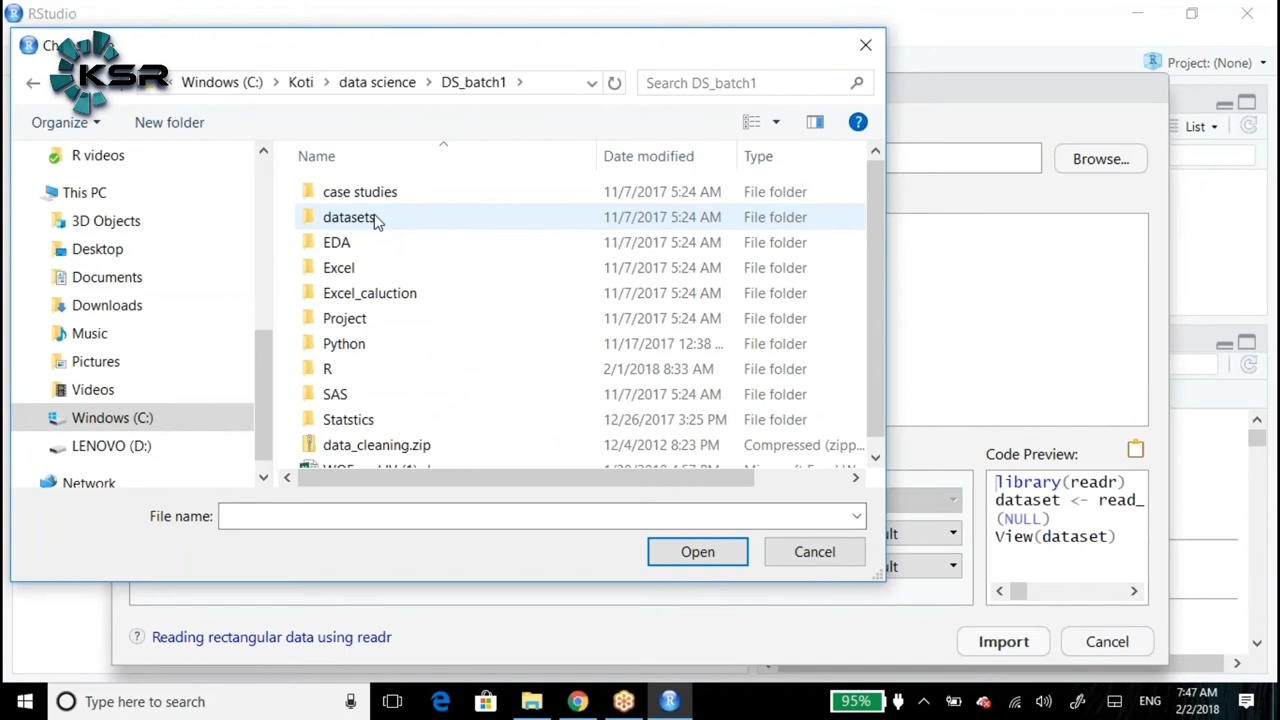 RStudio
Ch
KSR
Windows (C:) Koti data science DS_batch1
Search DS_batch1
Project: (None)
Organize
New folder
List
R videos
Name Date modified Type
Browse...
This PC
case studies 11/7/2017 5:24 AM File folder
3D Objects
datasets 11/7/2017 5:24 AM File folder
Desktop
EDA 11/7/2017 5:24 AM File folder
Documents
Excel 11/7/2017 5:24 AM File folder
Downloads
Excel_caluction 11/7/2017 5:24 AM File folder
Music
Project 11/7/2017 5:24 AM File folder
Pictures
Python 11/17/2017 12:38 ... File folder
Videos
R 2/1/2018 8:33 AM File folder
Windows (C:)
SAS 11/7/2017 5:24 AM File folder
LENOVO (D:)
Statstics 12/26/2017 3:25 PM File folder
data_cleaning.zip 12/4/2012 8:23 PM Compressed (zipp...
Network
Code Preview:
library(readr)
dataset <- read_
(NULL)
View(dataset)
File name:
Open
Cancel
ult
ult
Reading rectangular data using readr
Import
Cancel
Type here to search
95%
ENG
7:47 AM
2/2/2018